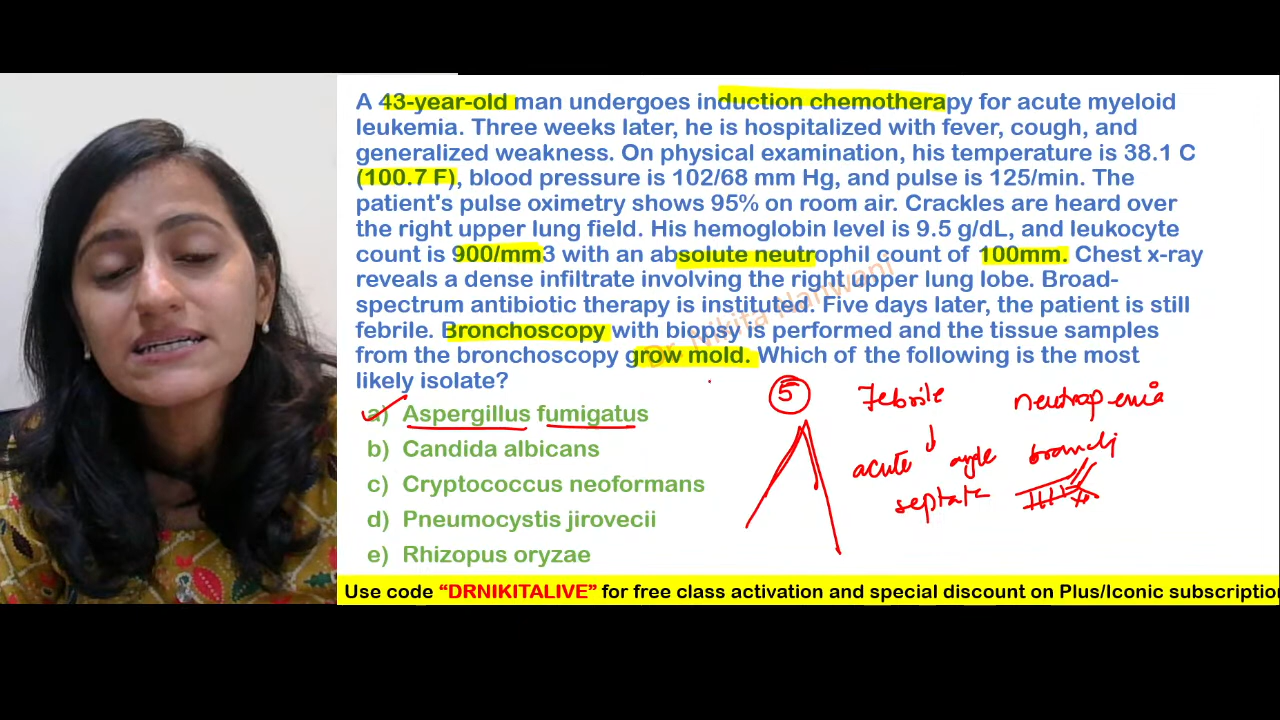 A 43-year-old man undergoes induction chemotherapy for acute myeloid
leukemia. Three weeks later, he is hospitalized with fever, cough, and
generalized weakness. On physical examination, his temperature is 38.1 C
(100.7 F), blood pressure is 102/68 mm Hg, and pulse is 125/min. The
patient's pulse oximetry shows 95% on room air. Crackles are heard over
the right upper lung field. His hemoglobin level is 9.5 g/dL, and leukocyte
count is 900/mm3 with an absolute neutrophil count of 100mm. Chest x-ray
reveals a dense infiltrate involving the right upper lung lobe. Broad-
spectrum antibiotic therapy is instituted. Five days later, the patient is still
febrile. Bronchoscopy with biopsy is performed and the tissue samples
from the bronchoscopy grow mold. Which of the following is the most
likely isolate?
Dr. Nikita Nanwani
a) Aspergillus fumigatus
b) Candida albicans
c) Cryptococcus neoformans
d) Pneumocystis jirovecii
e) Rhizopus oryzae
5 Febrile neutropenia
acute angle branch
septate
Use code “DRNIKITALIVE” for free class activation and special discount on Plus/Iconic subscription